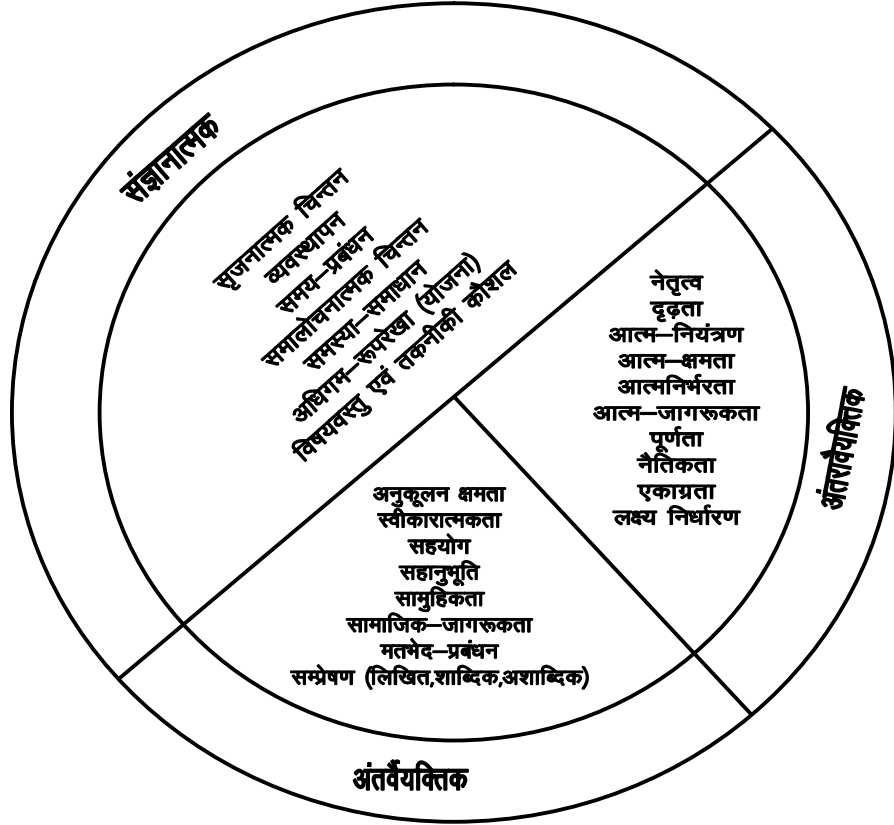 संज्ञानात्मक
सृजनात्मक चिन्तन
व्यवस्थापन
समय–प्रबंधन
समालोचनात्मक चिन्तन
समस्या–समाधान
अधिगम–रूपरेखा (योजना)
विषयवस्तु एवं तकनीकी कौशल
नेतृत्व
दृढ़ता
आत्म–नियंत्रण
आत्म–क्षमता
आत्मनिर्भरता
आत्म–जागरूकता
पूर्णता
नैतिकता
एकाग्रता
लक्ष्य निर्धारण
अंतरावैयक्तिक
अनुकूलन क्षमता
स्वीकारात्मकता
सहयोग
सहानुभूति
सामुहिकता
सामाजिक–जागरूकता
मतभेद–प्रबंधन
सम्प्रेषण (लिखित,शाब्दिक,अशाब्दिक)
अंतर्वैयक्तिक